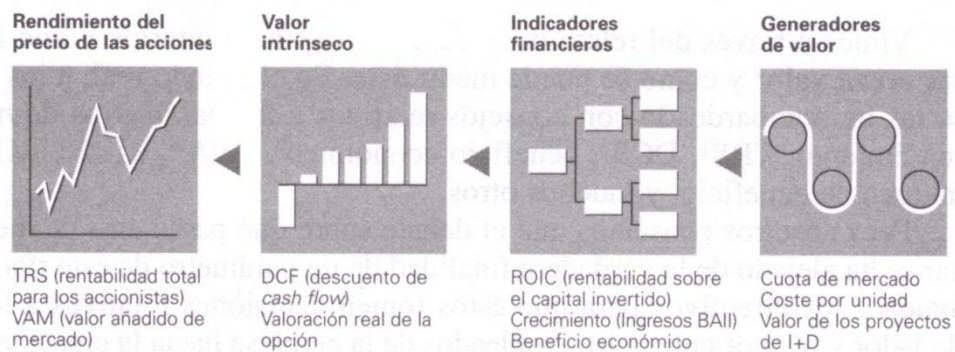 Rendimiento del
precio de las acciones
Valor
intrínseco
Indicadores
financieros
Generadores
de valor
TRS (rentabilidad total
para los accionistas)
VAM (valor añadido de
mercado)
DCF (descuento de
cash flow)
Valoración real de la
opción
ROIC (rentabilidad sobre
el capital invertido)
Crecimiento (Ingresos BAII)
Beneficio económico
Cuota de mercado
Coste por unidad
Valor de los proyectos
de I+D